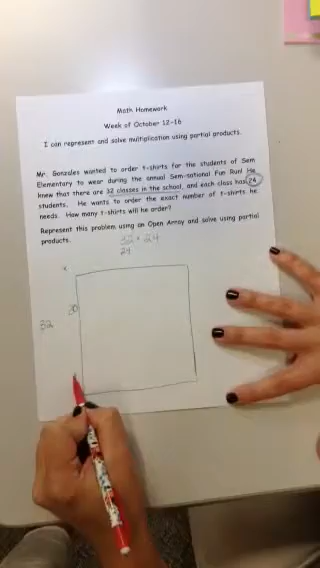 Math Homework
Week of October 12-16
I can represent and solve multiplication using partial products.
Mr. Gonzales wanted to order t-shirts for the students of Sem
Elementary to wear during the annual Sem-sational Fun Run! He
knew that there are 32 classes in the school, and each class has 24
students. He wants to order the exact number of t-shirts he
needs. How many t-shirts will he order?
Represent this problem using an Open Array and solve using partial
products.
32 × 24
24
x
30
32